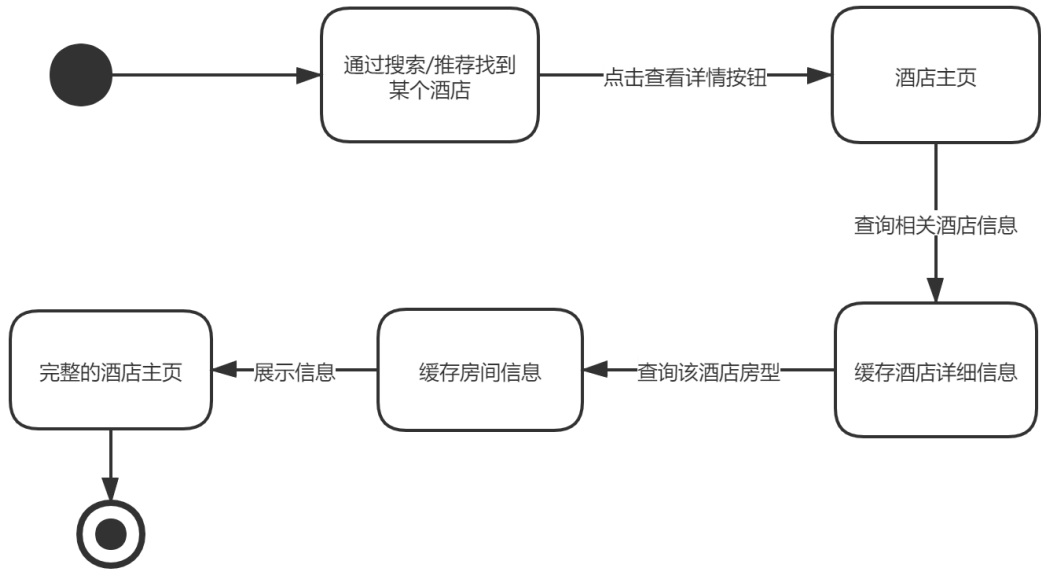 通过搜索/推荐找到
某个酒店
点击查看详情按钮
酒店主页
查询相关酒店信息
缓存酒店详细信息
查询该酒店房型
缓存房间信息
展示信息
完整的酒店主页